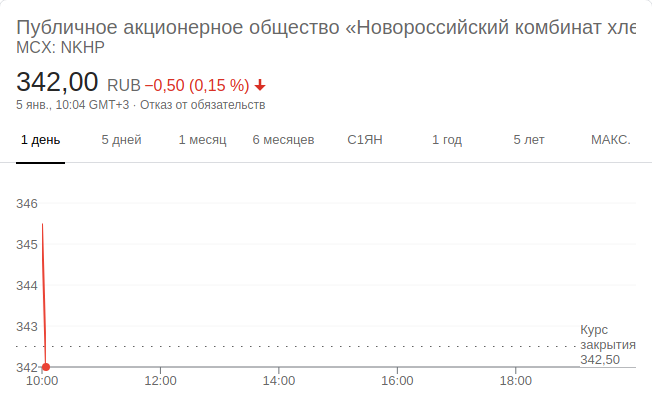 Публичное акционерное общество «Новороссийский комбинат хле
MCX: NKHP
342,00 RUB −0,50 (0,15 %)
5 янв., 10:04 GMT+3 · Отказ от обязательств
1 день 5 дней 1 месяц 6 месяцев С1ЯН 1 год 5 лет МАКС.
346
345
344
343
Курс
закрытия
342,50
342
10:00 12:00 14:00 16:00 18:00